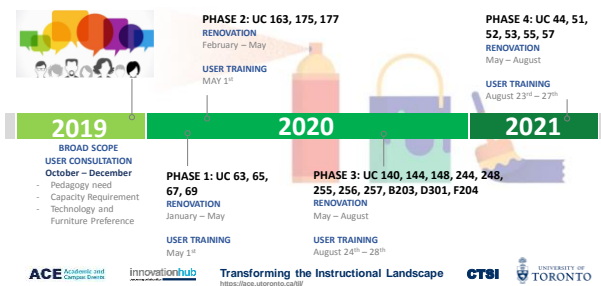 PHASE 2: UC 163, 175, 177
RENOVATION
February – May
USER TRAINING
MAY 1st
PHASE 4: UC 44, 51,
52, 53, 55, 57
RENOVATION
May – August
USER TRAINING
August 23rd – 27th
2019
2020
2021
BROAD SCOPE
USER CONSULTATION
October – December
- Pedagogy need
- Capacity Requirement
- Technology and
Furniture Preference
PHASE 1: UC 63, 65,
67, 69
RENOVATION
January – May
USER TRAINING
May 1st
PHASE 3: UC 140, 144, 148, 244, 248,
255, 256, 257, B203, D301, F204
RENOVATION
May – August
USER TRAINING
August 24th – 28th
ACE Academic and
Campus Events
innovationhub
Transforming the Instructional Landscape
https://ace.utoronto.ca/til/
CTSI
UNIVERSITY OF
TORONTO